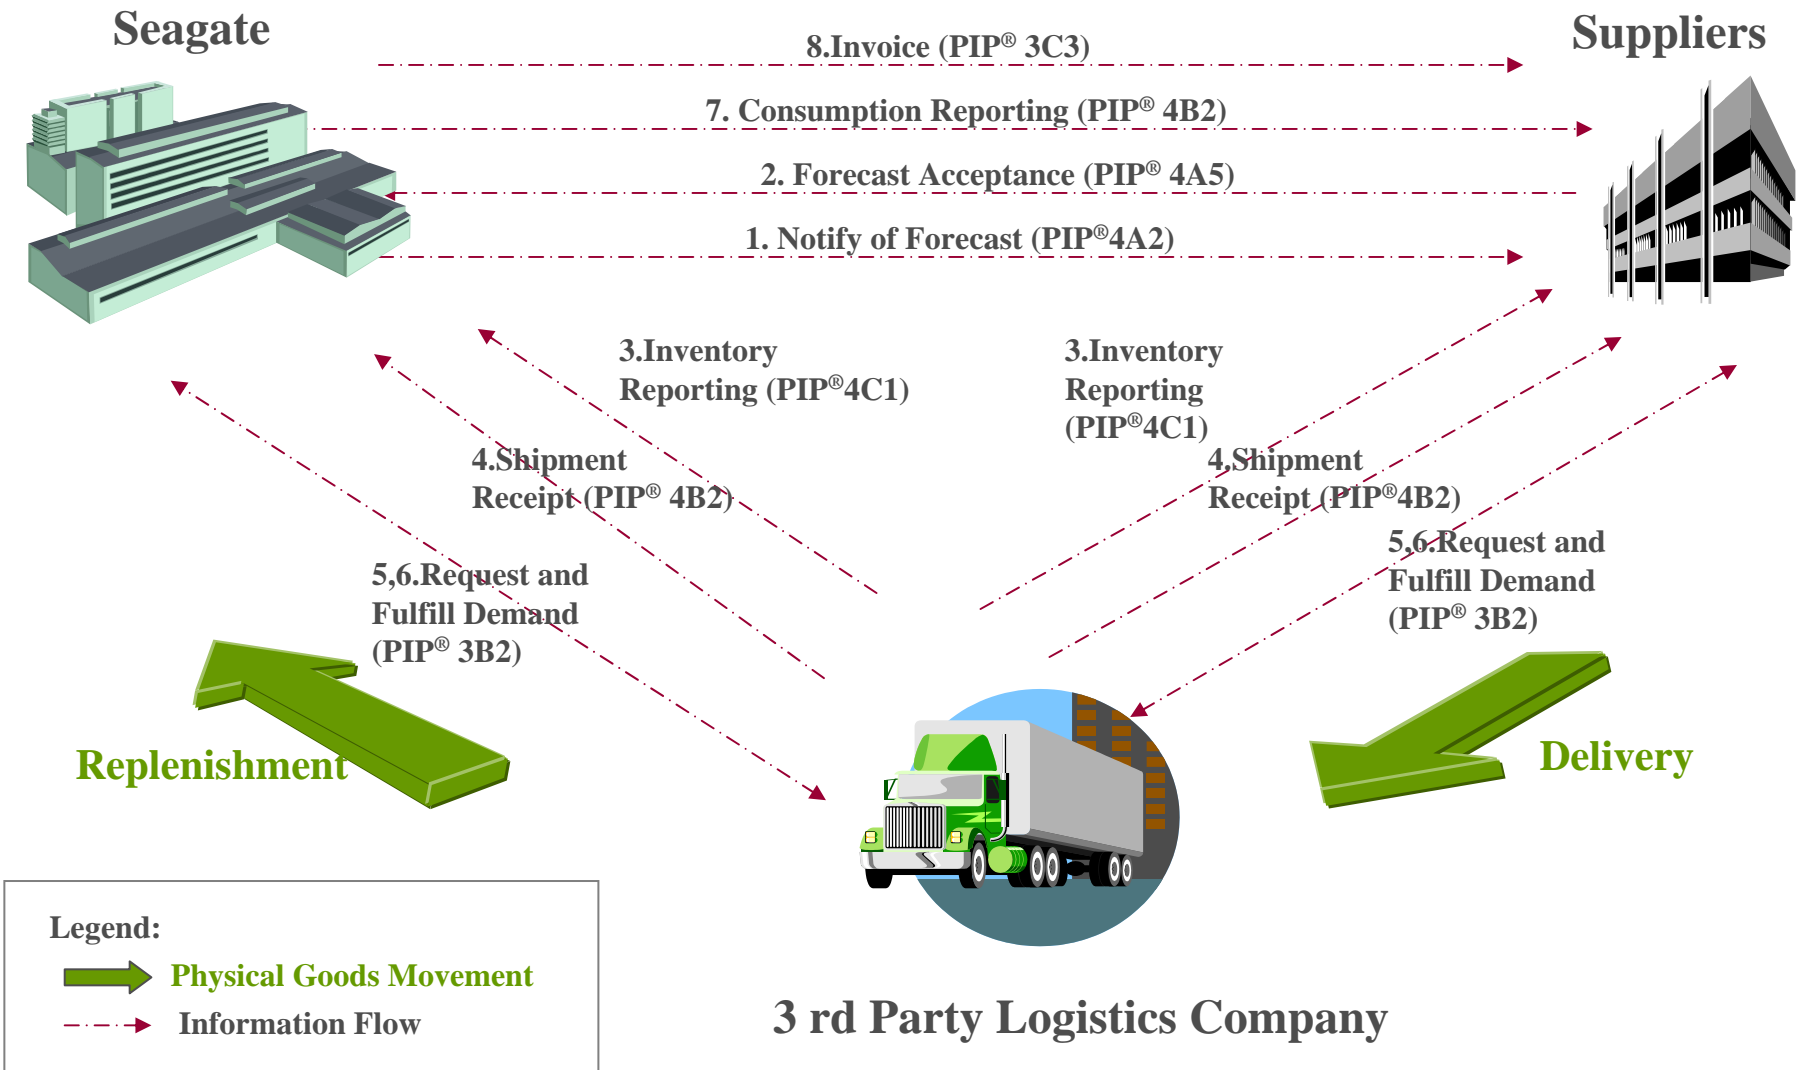 Seagate
Suppliers
8.Invoice (PIP® 3C3)
7. Consumption Reporting (PIP® 4B2)
2. Forecast Acceptance (PIP® 4A5)
1. Notify of Forecast (PIP®4A2)
3.Inventory
Reporting (PIP®4C1)
3.Inventory
Reporting
(PIP®4C1)
4.Shipment
Receipt (PIP® 4B2)
4.Shipment
Receipt (PIP®4B2)
5,6.Request and
Fulfill Demand
(PIP® 3B2)
5,6.Request and
Fulfill Demand
(PIP® 3B2)
Replenishment
Delivery
Legend:
Physical Goods Movement
Information Flow
3 rd Party Logistics Company